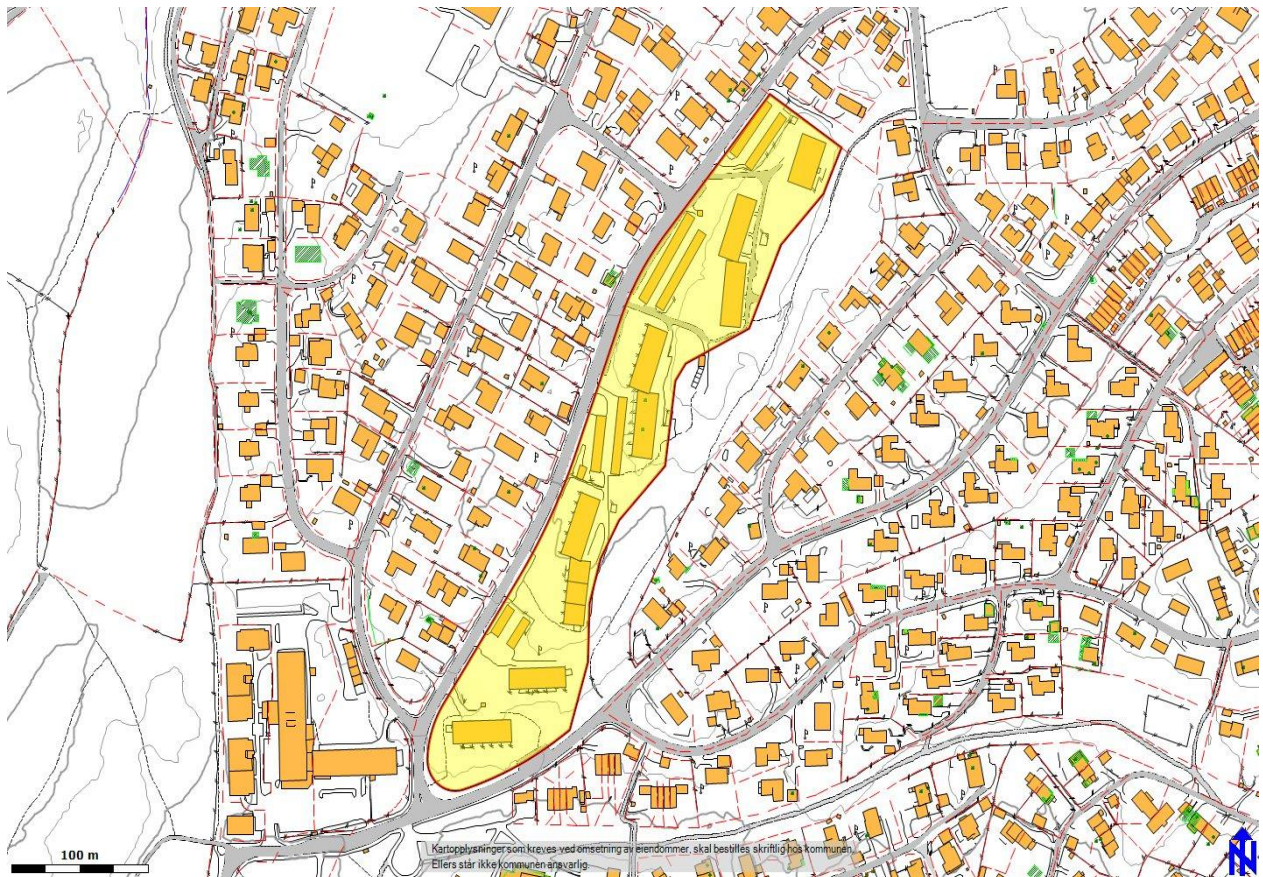 100 m
Kartopplysninger som kreves ved omsetning av eiendommer, skal bestilles skriftlig hos kommunen.
Ellers står ikke kommunen ansvarlig.
N